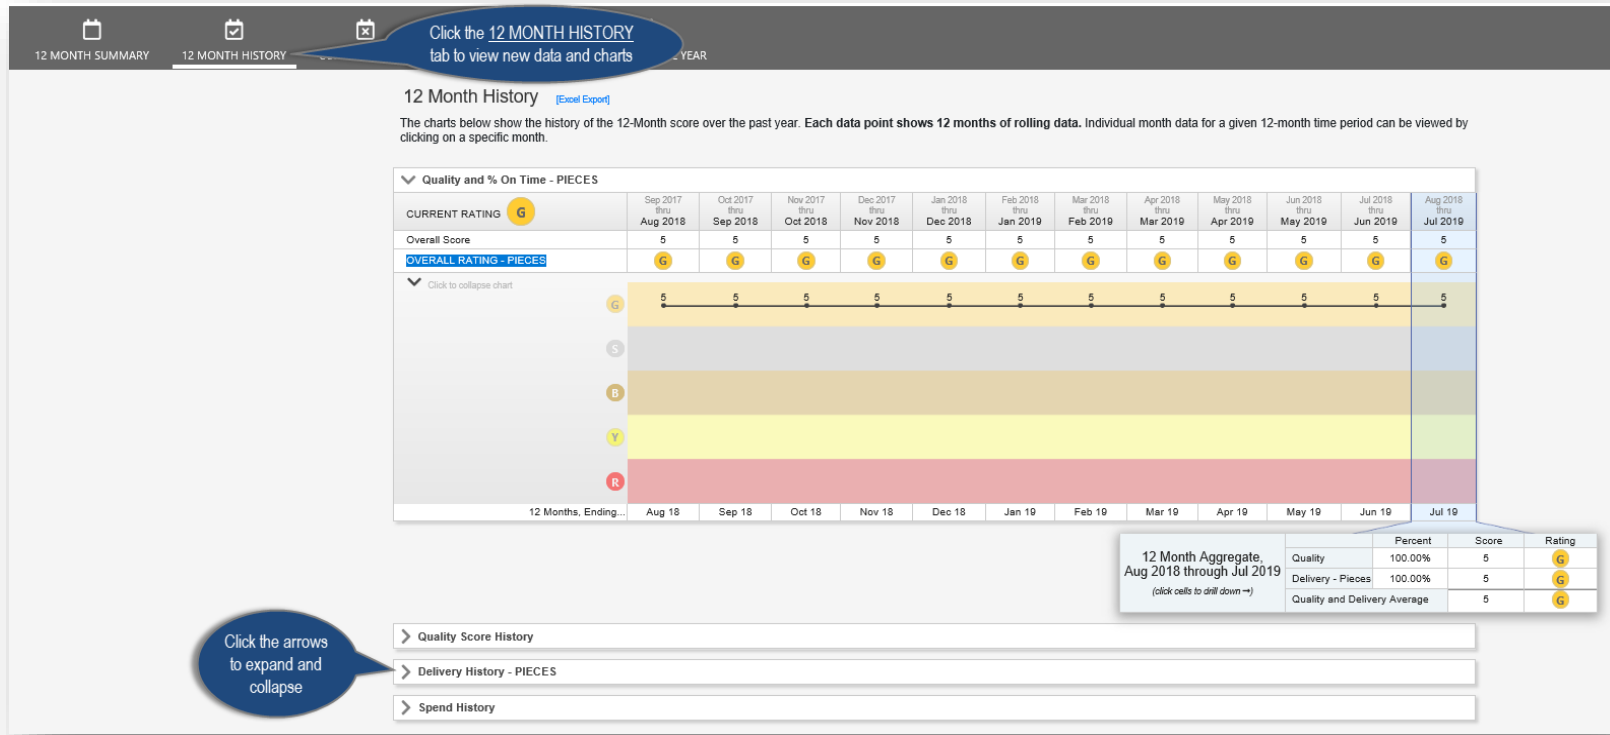 12 MONTH SUMMARY
12 MONTH HISTORY
Click the 12 MONTH HISTORY
tab to view new data and charts
YEAR
12 Month History [Excel Export]
The charts below show the history of the 12-Month score over the past year. Each data point shows 12 months of rolling data. Individual month data for a given 12-month time period can be viewed by
clicking on a specific month.
Quality and % On Time - PIECES
CURRENT RATING G
Sep 2017 Oct 2017 Nov 2017 Dec 2017 Jan 2018 Feb 2018 Mar 2018 Apr 2018 May 2018 Jun 2018 Jul 2018 Aug 2018
thru thru thru thru thru thru thru thru thru thru thru thru
Aug 2018 Sep 2018 Oct 2018 Nov 2018 Dec 2018 Jan 2019 Feb 2019 Mar 2019 Apr 2019 May 2019 Jun 2019 Jul 2019
Overall Score 5 5 5 5 5 5 5 5 5 5 5 5
OVERALL RATING - PIECES G G G G G G G G G G G G
Click to collapse chart
G 5 5 5 5 5 5 5 5 5 5 5 5
S
B
Y
R
12 Months, Ending... Aug 18 Sep 18 Oct 18 Nov 18 Dec 18 Jan 19 Feb 19 Mar 19 Apr 19 May 19 Jun 19 Jul 19
Percent Score Rating
12 Month Aggregate,
Aug 2018 through Jul 2019
(click cells to drill down →)
Quality 100.00% 5 G
Delivery - Pieces 100.00% 5 G
Quality and Delivery Average 5 G
Click the arrows
to expand and
collapse
Quality Score History
Delivery History - PIECES
Spend History